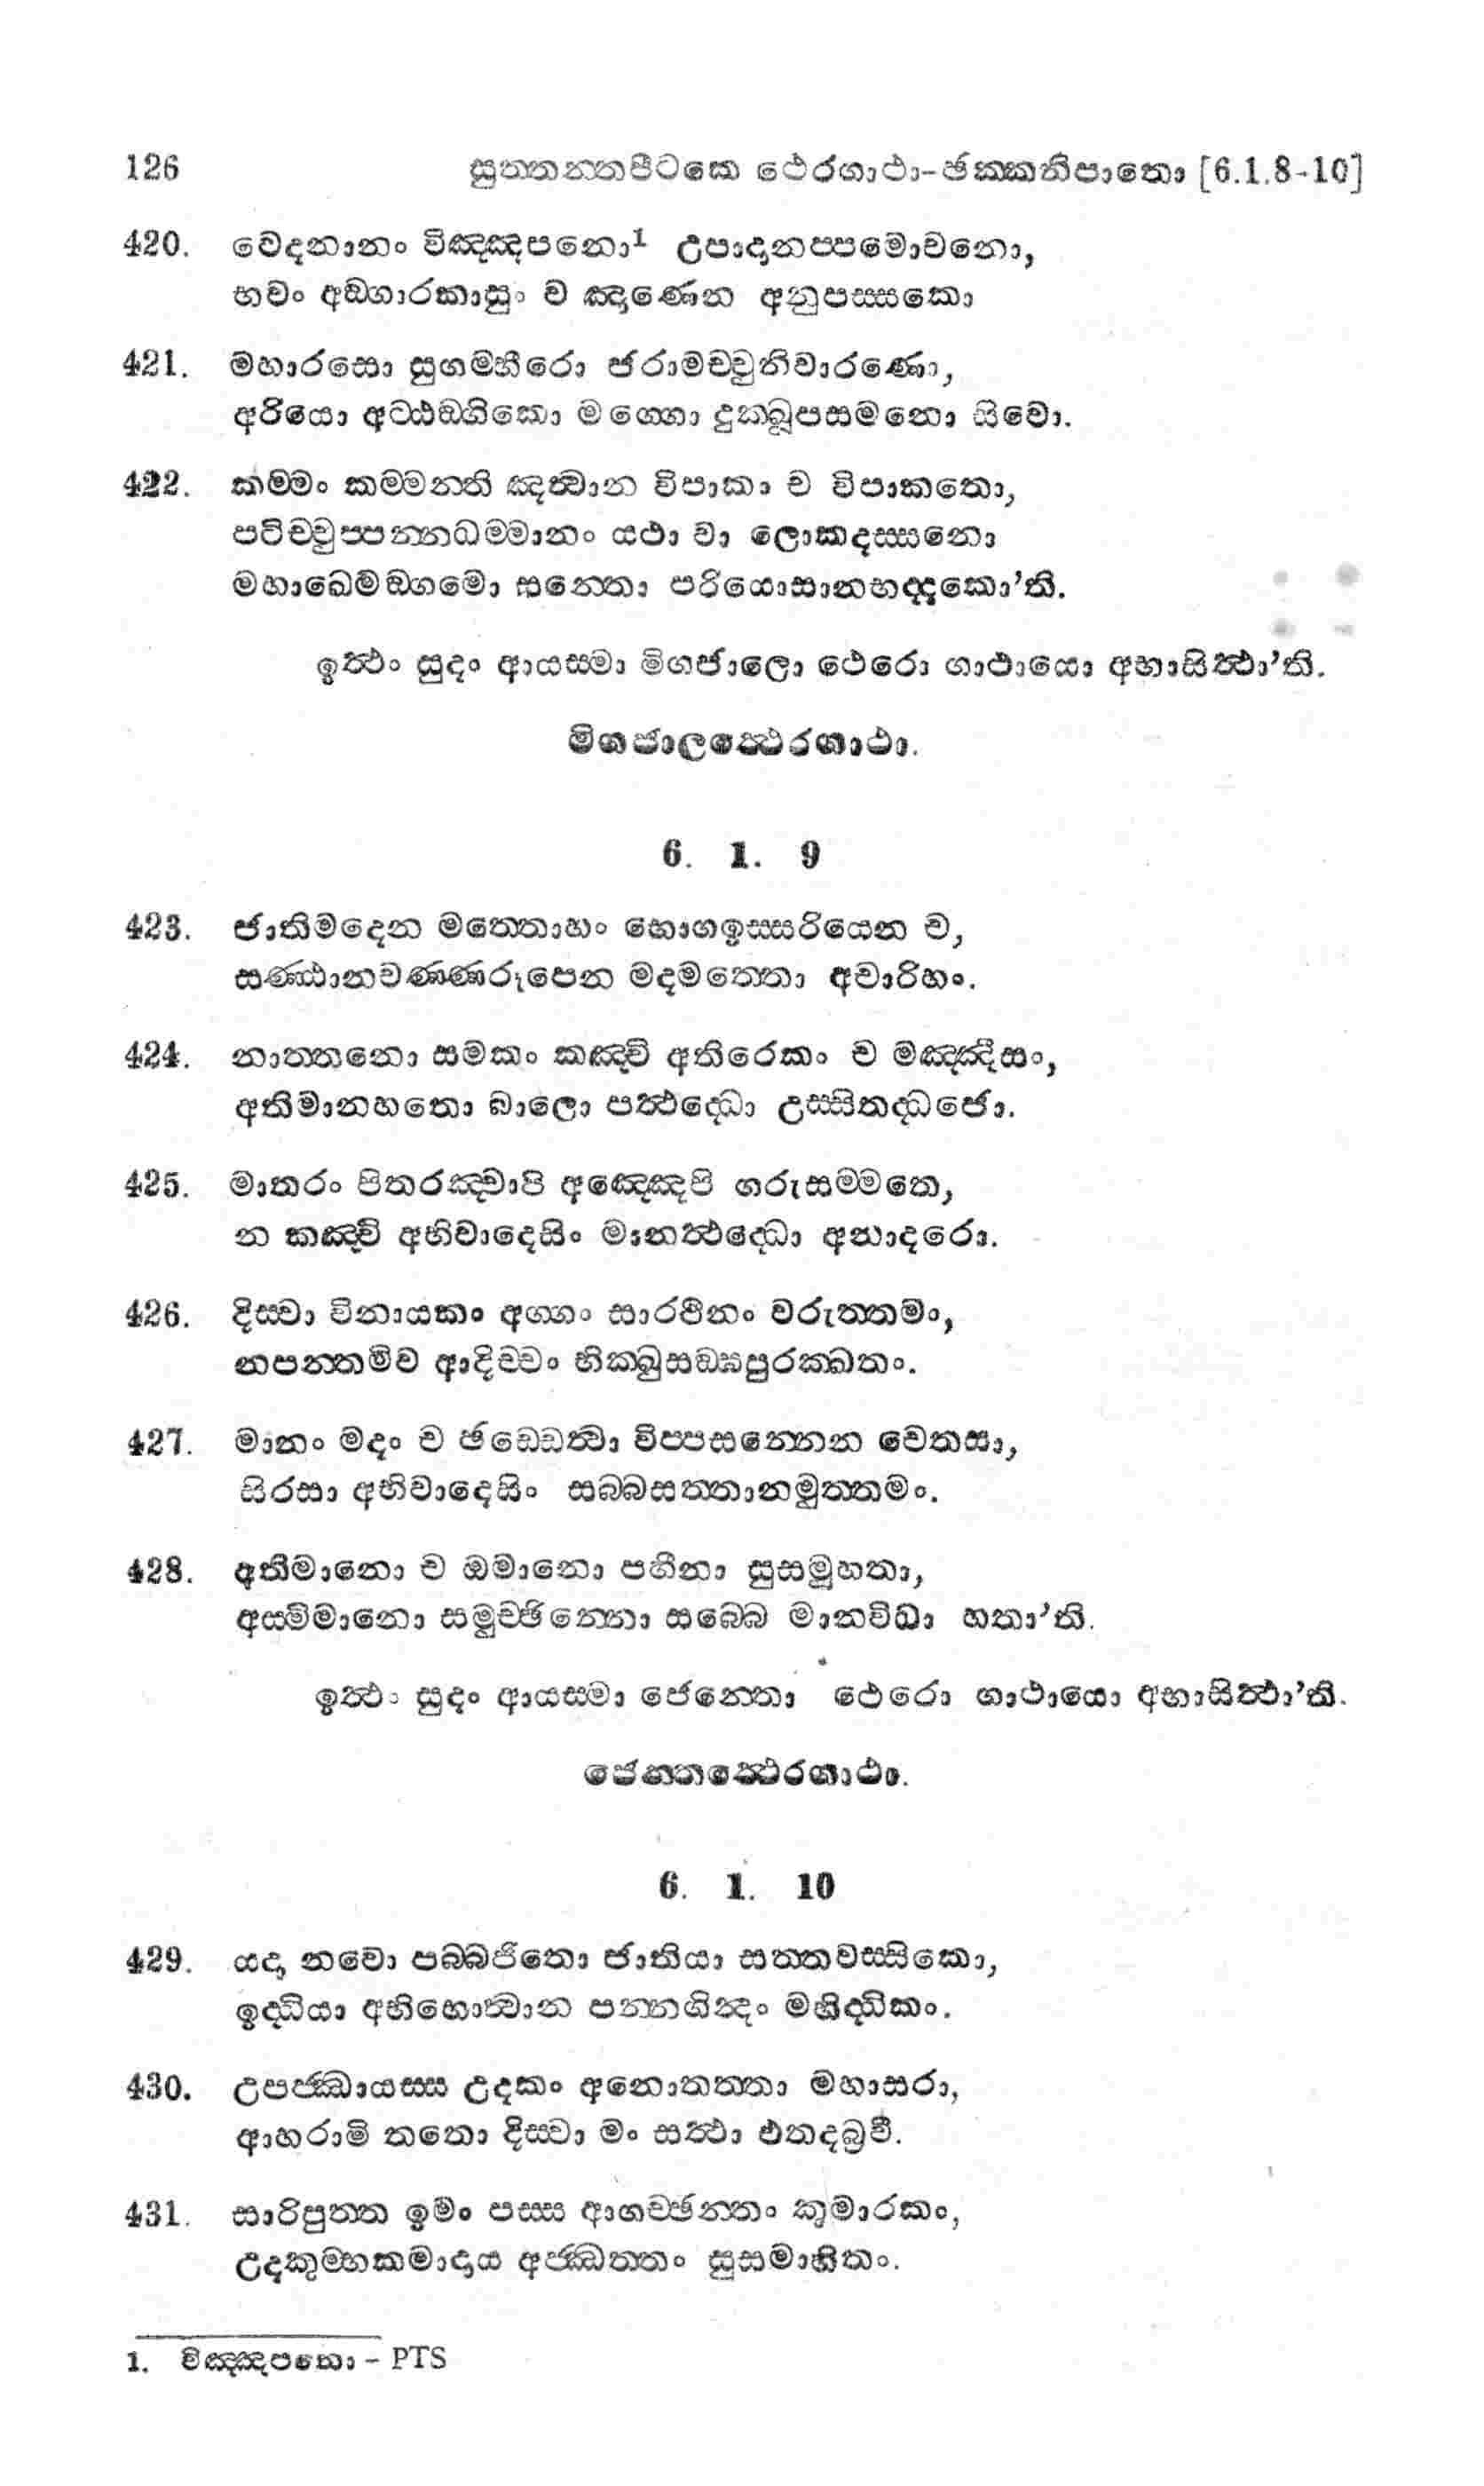 126 සුත්තන්තපිටකෙ ථෙරගාථා-ඡක්කනිපාතො [6.1.8-10]
420. වෙදනානං විඤ්ඤපනො1 උපාදානප්පමොචනො,
භවං අඞ්ගාරකාසුං ච ඤාණෙන අනුපස්සකො
421. මහාරසො සුගම්භීරො ජරාමච්චුනිවාරණො,
අරියො අට්ඨඞ්ගිකො මග්ගො දුක්ඛූපසමනො සිවො.
422. කම්මං කම්මන්ති ඤත්වාන විපාකා ච විපාකතො,
පටිච්චුප්පන්නධම්මානං යථා වා ලොකදස්සනො
මහාඛෙමඞ්ගමො සන්තො පරියොසානභද්දකො'ති.
ඉත්ථං සුදං ආයස්මා මිගජාලො ථෙරො ගාථායො අභාසිත්ථා'ති.
මිගජාලත්ථෙරගාථා.
6. 1. 9
423. ජාතිමදෙන මත්තොහං භොගඉස්සරියෙන ච,
සණ්ඨානවණ්ණරූපෙන මදමත්තො අචාරිහං.
424. නාත්තනො සමකං කඤ්චි අතිරෙකං ච මඤ්ඤිසං,
අතිමානහතො බාලො පත්ථද්ධො උස්සිතද්ධජො.
425. මාතරං පිතරඤ්චාපි අඤ්ඤෙපි ගරුසම්මතෙ,
න කඤ්චි අභිවාදෙසිං මානත්ථද්ධො අනාදරො.
426. දිස්වා විනායකං අග්ගං සාරථිනං වරුත්තමං,
තපන්තමිව ආදිච්චං භික්ඛුසඞ්ඝපුරක්ඛතං.
427. මානං මදං ච ඡඩ්ඩෙත්වා විප්පසන්නෙන චෙතසා,
සිරසා අභිවාදෙසිං සබ්බසත්තානමුත්තමං.
428. අතිමානො ච ඔමානො පහීනා සුසමූහතා,
අස්මිමානො සමුච්ඡින්නො සබ්බෙ මානවිධා හතා'ති.
ඉත්ථං සුදං ආයස්මා ජෙන්තො ථෙරො ගාථායො අභාසිත්ථා'ති.
ජෙන්තත්ථෙරගාථා.
6. 1. 10
429. යදා නවො පබ්බජිතො ජාතියා සත්තවස්සිකො,
ඉද්ධියා අභිභොත්වාන පන්නගින්දං මහිද්ධිකං.
430. උපජ්ඣායස්ස උදකං අනොතත්තා මහාසරා,
ආහරාමි තතො දිස්වා මං සත්ථා එතදබ්‍රවී.
431. සාරිපුත්ත ඉමං පස්ස ආගච්ඡන්තං කුමාරකං,
උදකුම්භකමාදාය අජ්ඣත්තං සුසමාහිතං.
1. විඤ්ඤපනො - PTS